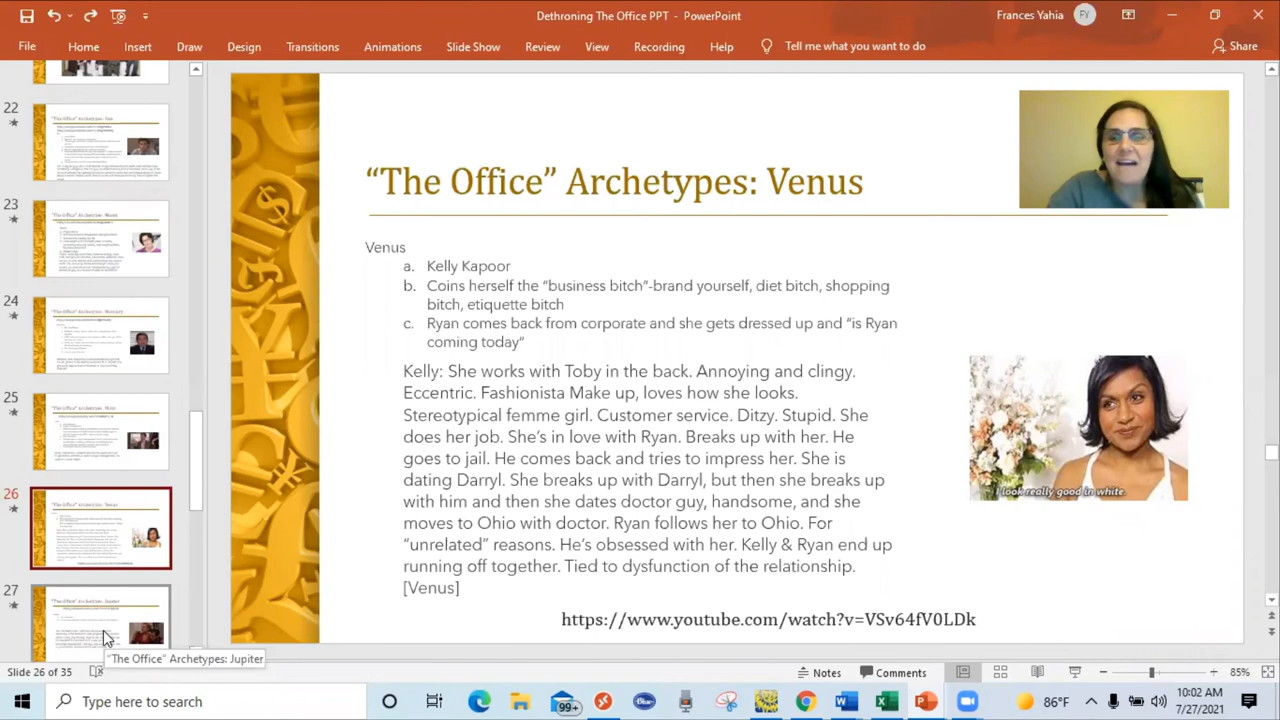 Dethroning The Office PPT - PowerPoint
Frances Yahia
FY
File
Home
Insert
Draw
Design
Transitions
Animations
Slide Show
Review
View
Recording
Help
Tell me what you want to do
Share
22
23
24
25
26
27
"The Office" Archetypes: Jupiter
“The Office” Archetypes: Venus
Venus
a. Kelly Kapoor
b. Coins herself the “business bitch”-brand yourself, diet bitch, shopping
bitch, etiquette bitch
c. Ryan comes back from corporate and she gets dressed up and “is Ryan
coming today”
Kelly: She works with Toby in the back. Annoying and clingy.
Eccentric. Fashionista Make up, loves how she looks.
Stereotypical femme girl. Customer service. Ditzy. Stupid. She
does her job. She’s in love with Ryan. Breaks up with her. He
goes to jail. He comes back and tries to impress her. She is
dating Darryl. She breaks up with Darryl, but then she breaks up
with him and then she dates doctor guy, handsome, and she
moves to Ohio with doctor. Ryan follows her to Ohio. For
“unrelated” reasons. He’s obsessed with her. Kelly & Ryan end up
running off together. Tied to dysfunction of the relationship.
[Venus]
I look really good in white.
https://www.youtube.com/watch?v=VSv64fV0LDk
Slide 26 of 35
Notes
Comments
85%
Type here to search
99+
86°F
10:02 AM
7/27/2021